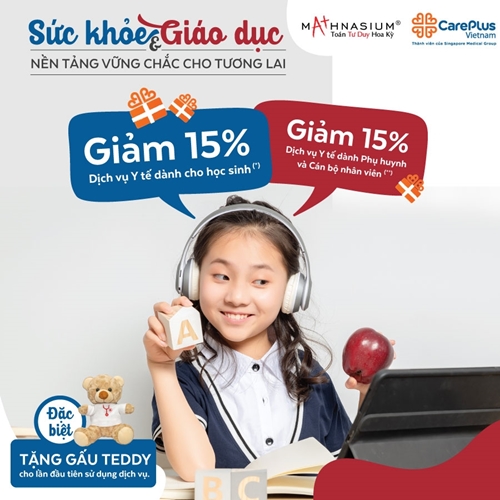 Sức khỏe & Giáo dục
NỀN TẢNG VỮNG CHẮC CHO TƯƠNG LAI
MATHNASIUM®
Toán Tư Duy Hoa Kỳ
CarePlus
Vietnam
Thành viên của Singapore Medical Group
Giảm 15%
Dịch vụ Y tế dành cho học sinh (*)
Giảm 15%
Dịch vụ Y tế dành Phụ huynh
và Cán bộ nhân viên (**)
A
Đặc
biệt
TẶNG GẤU TEDDY
cho lần đầu tiên sử dụng dịch vụ.
B C